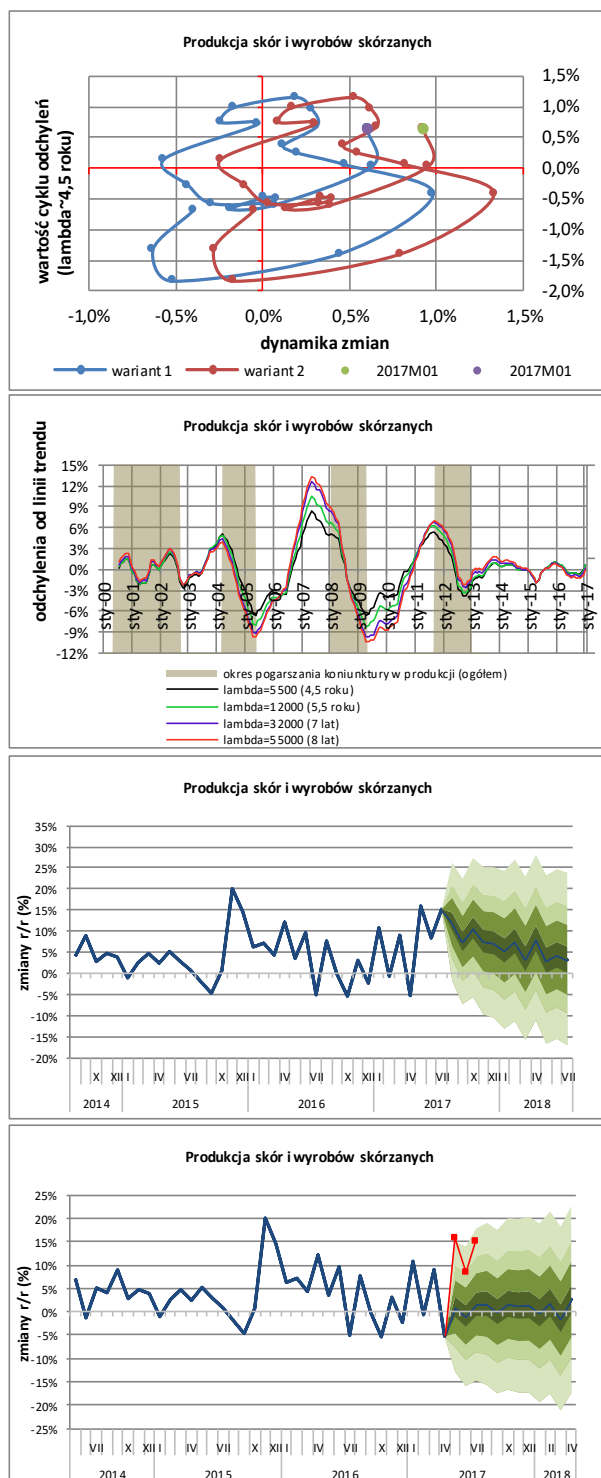 Produkcja skór i wyrobów skórzanych
wartość cyklu odchyleń
(lambda~4,5 roku)
1,5%
1,0%
0,5%
0,0%
-0,5%
-1,0%
-1,5%
-2,0%
-1,0% -0,5% 0,0% 0,5% 1,0% 1,5%
dynamika zmian
wariant 1 wariant 2 2017M01 2017M01
Produkcja skór i wyrobów skórzanych
odchylenia od linii trendu
15%
12%
9%
6%
3%
0%
-3%
-6%
-9%
-12%
sty-00 sty-01 sty-02 sty-03 sty-04 sty-05 sty-06 sty-07 sty-08 sty-09 sty-10 sty-11 sty-12 sty-13 sty-14 sty-15 sty-16 sty-17
okres pogarszania koniunktury w produkcji (ogółem)
lambda=5500 (4,5 roku)
lambda=12000 (5,5 roku)
lambda=32000 (7 lat)
lambda=55000 (8 lat)
Produkcja skór i wyrobów skórzanych
zmiany r/r (%)
35%
30%
25%
20%
15%
10%
5%
0%
-5%
-10%
-15%
-20%
X XII I IV VII X XII I IV VII X XII I IV VII X XII I IV VII
2014 2015 2016 2017 2018
Produkcja skór i wyrobów skórzanych
zmiany r/r (%)
25%
20%
15%
10%
5%
0%
-5%
-10%
-15%
-20%
-25%
VII X XII I IV VII X XII I IV VII X XII I IV VII X XII II IV
2014 2015 2016 2017 2018